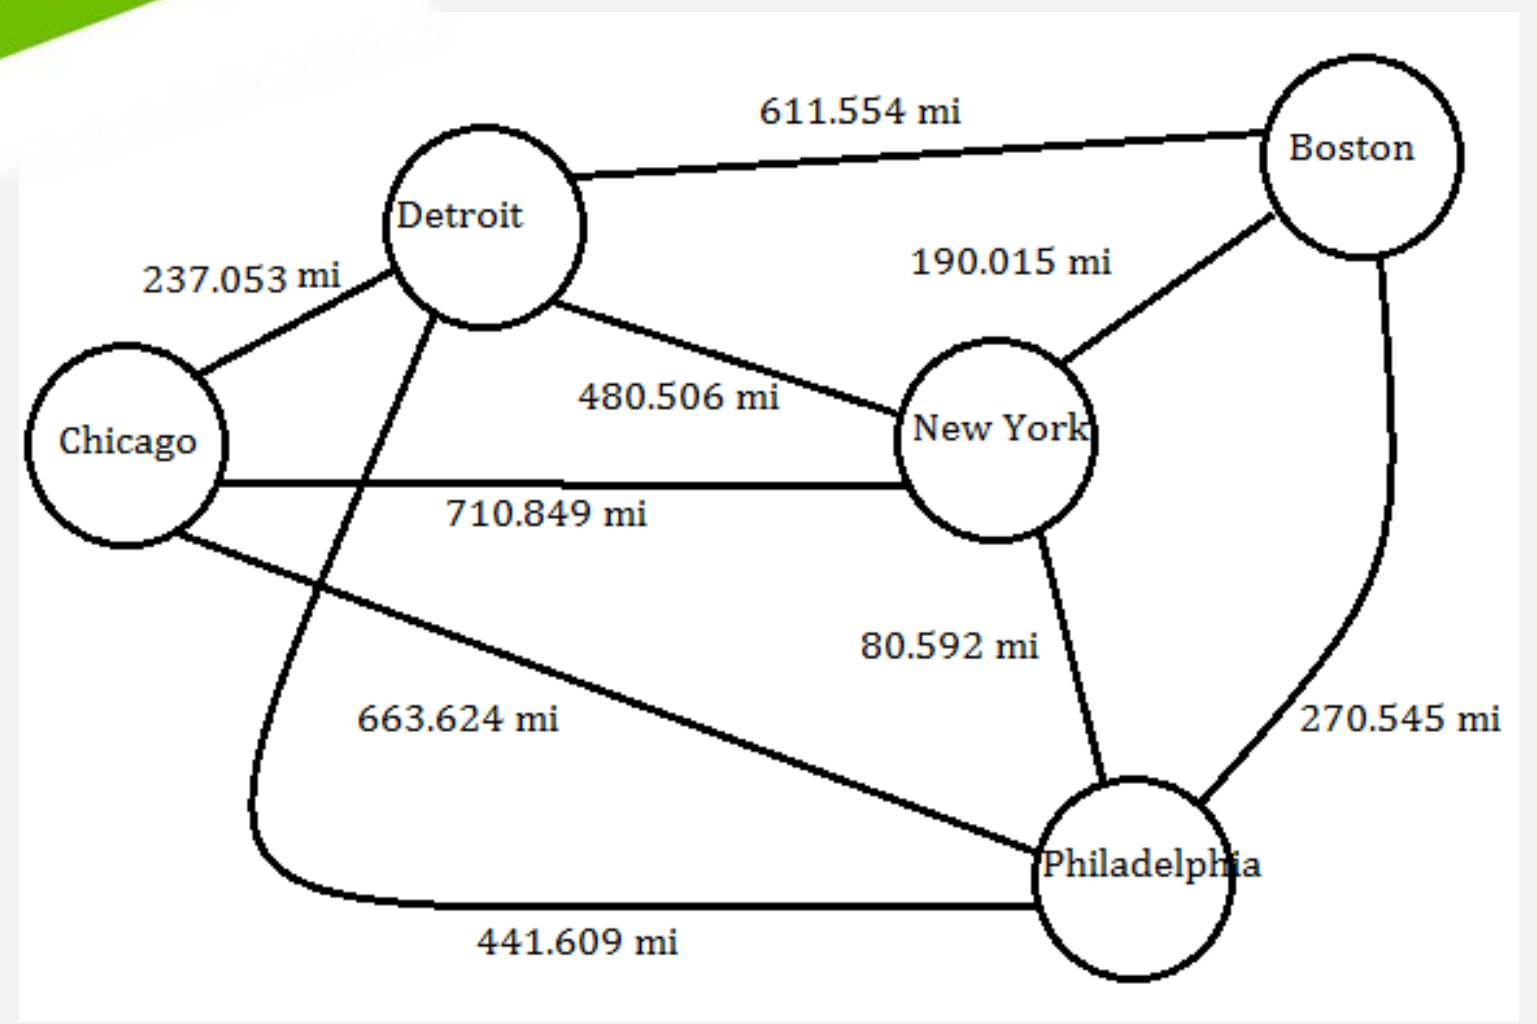 611.554 mi
Boston
Detroit
190.015 mi
237.053 mi
480.506 mi
New York
Chicago
710.849 mi
80.592 mi
663.624 mi
270.545 mi
Philadelphia
441.609 mi